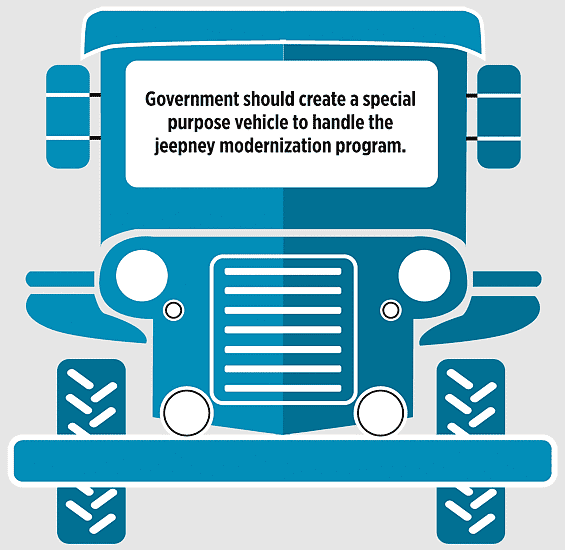 Government should create a special
purpose vehicle to handle the
jeepney modernization program.